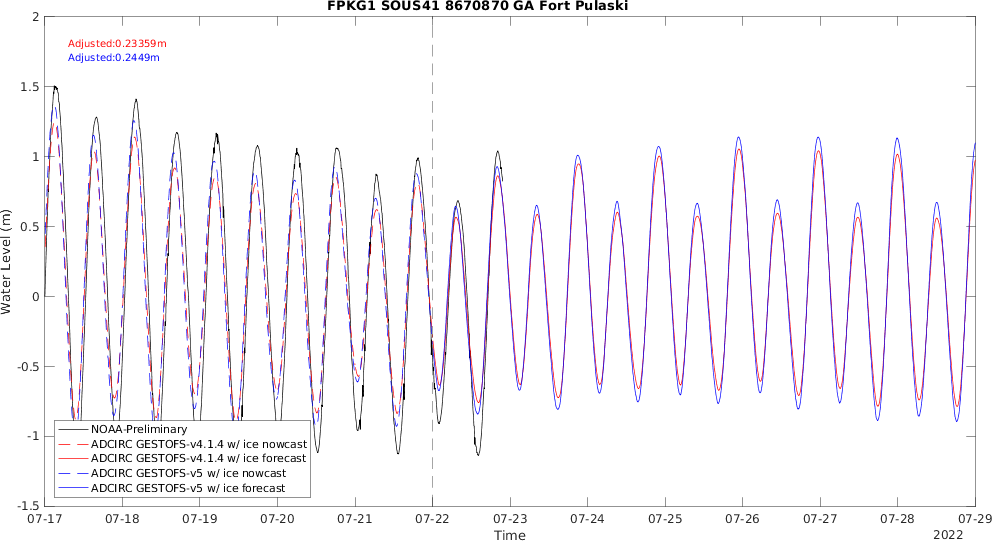 FPKG1 SOUS41 8670870 GA Fort Pulaski
Adjusted:0.23359m
Adjusted:0.2449m
Water Level (m)
2
1.5
1
0.5
0
-0.5
-1
-1.5
NOAA-Preliminary
ADCIRC GESTOFS-v4.1.4 w/ ice nowcast
ADCIRC GESTOFS-v4.1.4 w/ ice forecast
ADCIRC GESTOFS-v5 w/ ice nowcast
ADCIRC GESTOFS-v5 w/ ice forecast
07-17 07-18 07-19 07-20 07-21 07-22 07-23 07-24 07-25 07-26 07-27 07-28 07-29
Time
2022